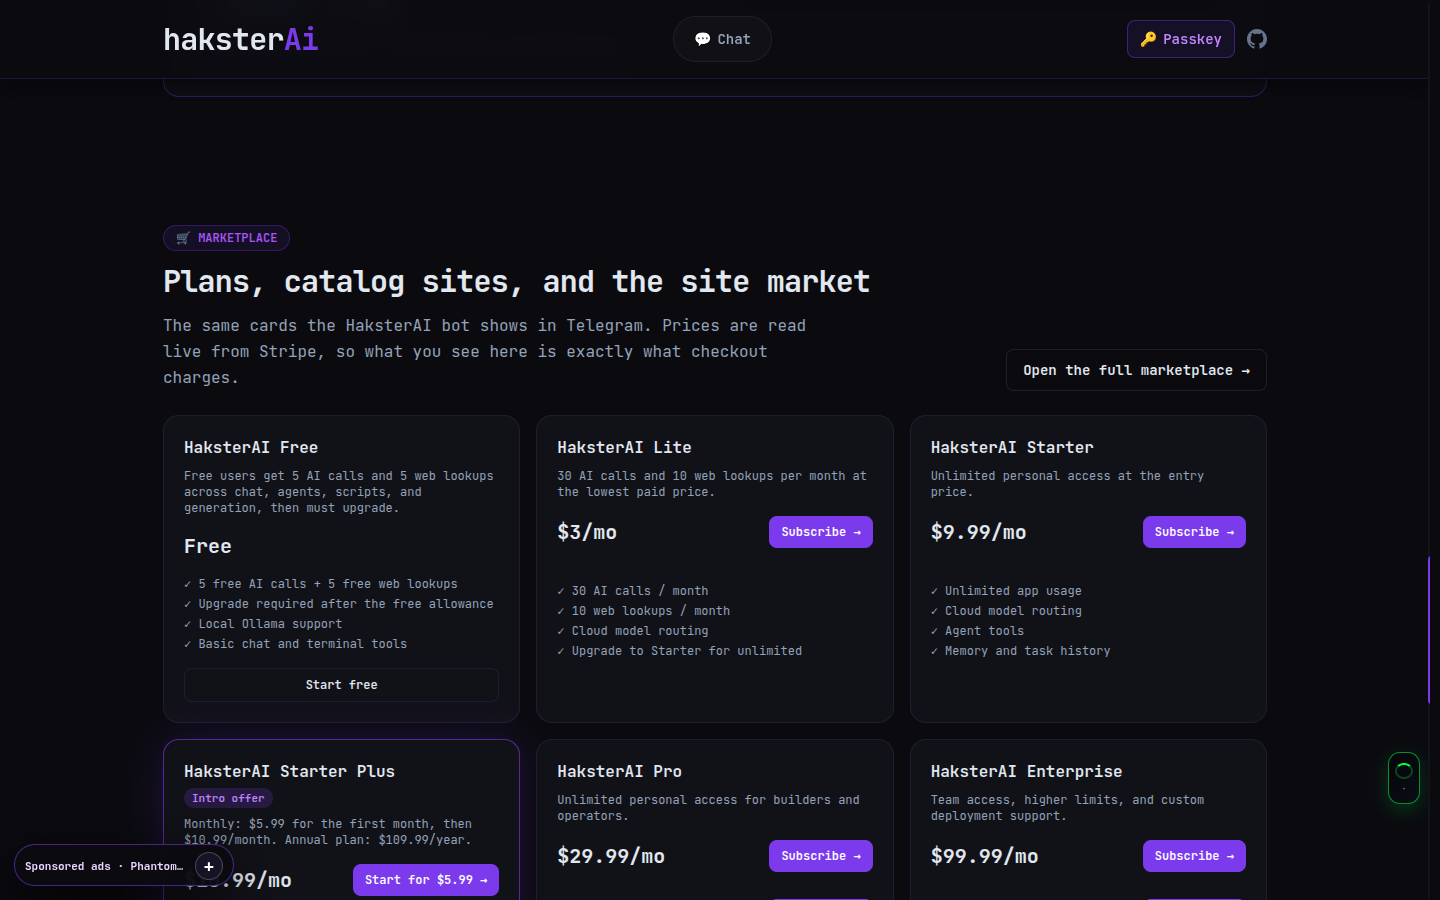 haksterAi
💬 Chat
🔑 Passkey
🛒 MARKETPLACE
Plans, catalog sites, and the site market
The same cards the HaksterAI bot shows in Telegram. Prices are read
live from Stripe, so what you see here is exactly what checkout
charges.
Open the full marketplace →
HaksterAI Free
Free users get 5 AI calls and 5 web lookups
across chat, agents, scripts, and
generation, then must upgrade.
Free
✓ 5 free AI calls + 5 free web lookups
✓ Upgrade required after the free allowance
✓ Local Ollama support
✓ Basic chat and terminal tools
Start free
HaksterAI Lite
30 AI calls and 10 web lookups per month at
the lowest paid price.
$3/mo
Subscribe →
✓ 30 AI calls / month
✓ 10 web lookups / month
✓ Cloud model routing
✓ Upgrade to Starter for unlimited
HaksterAI Starter
Unlimited personal access at the entry
price.
$9.99/mo
Subscribe →
✓ Unlimited app usage
✓ Cloud model routing
✓ Agent tools
✓ Memory and task history
HaksterAI Starter Plus
Intro offer
Monthly: $5.99 for the first month, then
$10.99/month. Annual plan: $109.99/year.
Start for $5.99 →
HaksterAI Pro
Unlimited personal access for builders and
operators.
$29.99/mo
Subscribe →
HaksterAI Enterprise
Team access, higher limits, and custom
deployment support.
$99.99/mo
Subscribe →
Sponsored ads · Phantom…
+